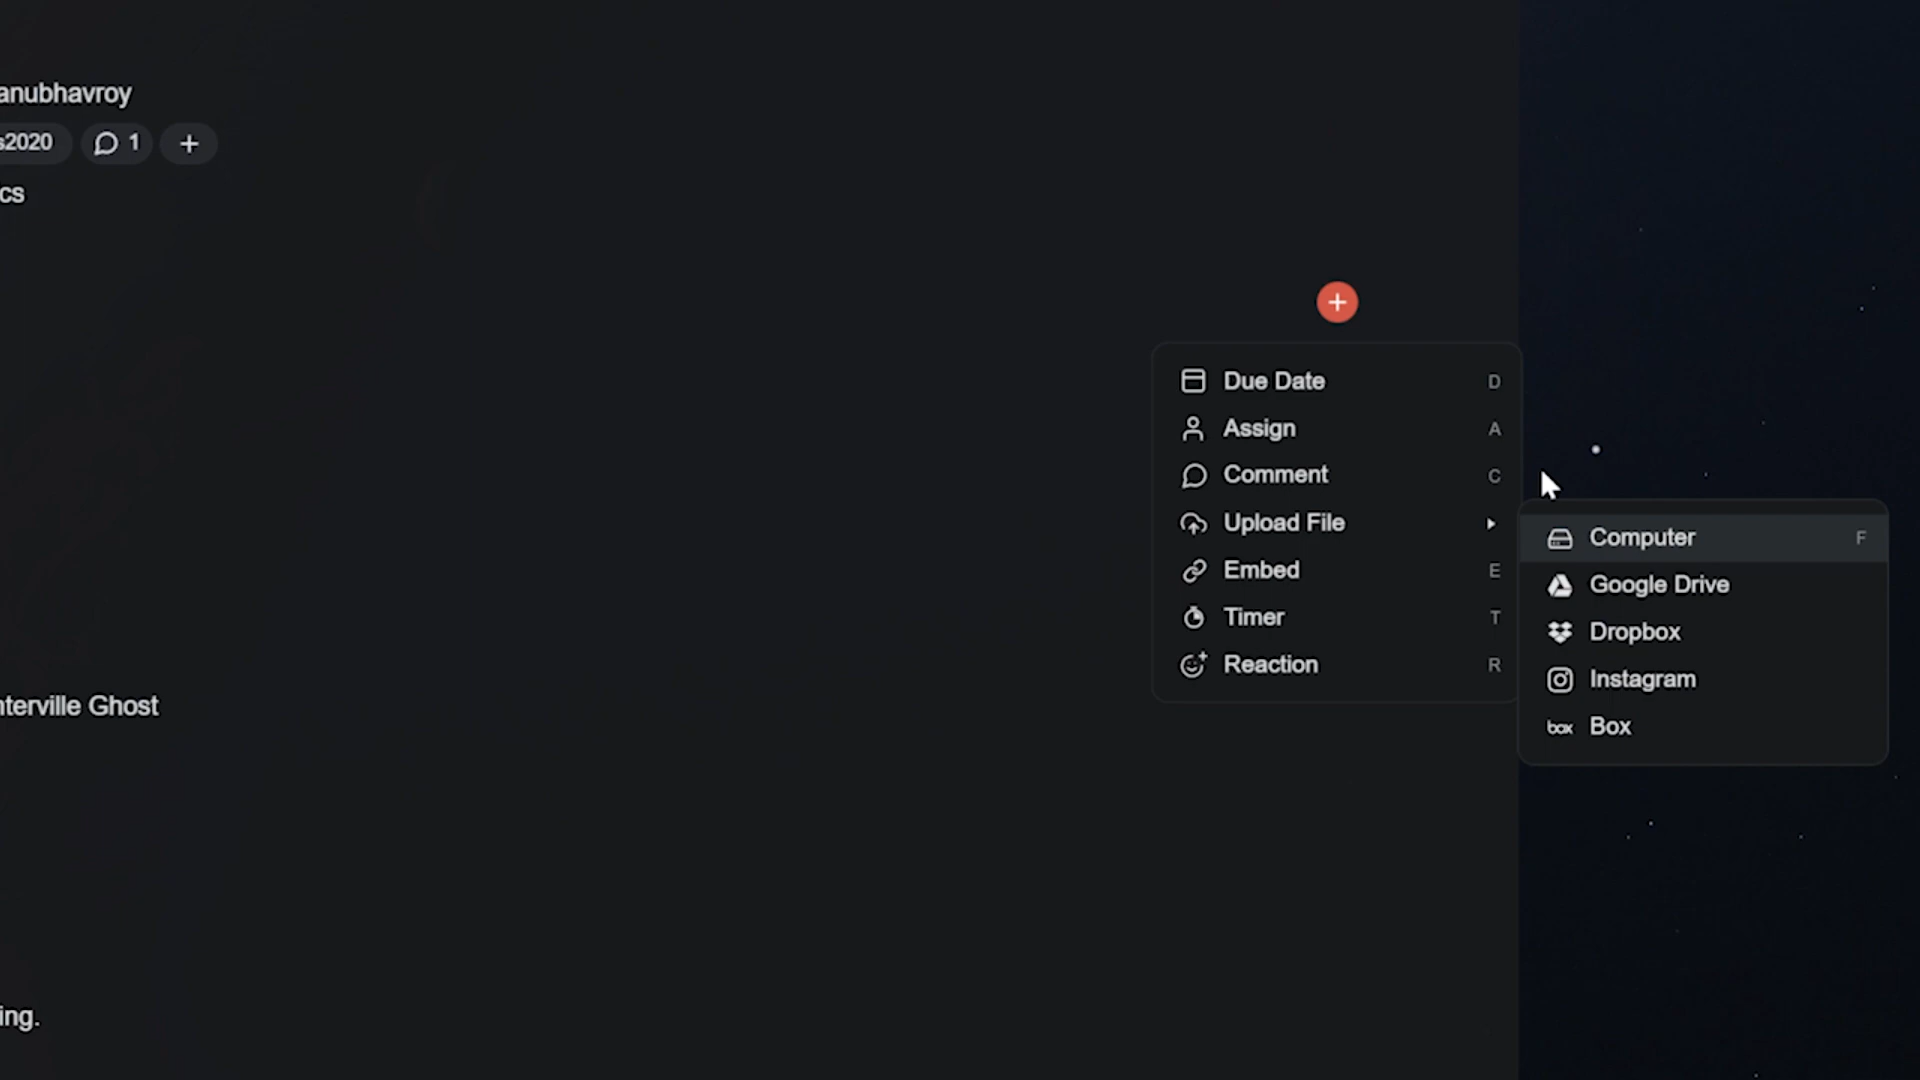 anubhavroy
s2020 1 +
cs
+
Due Date D
Assign A
Comment C
Upload File
Embed E
Timer T
Reaction R
Computer F
Google Drive
Dropbox
Instagram
box Box
nterville Ghost
ing.